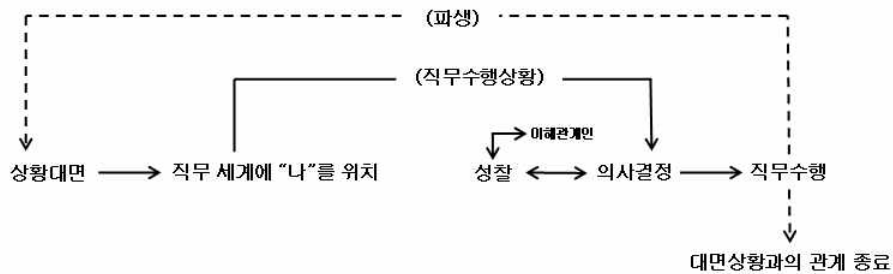 (파생)
(직무수행상황)
이해관계인
상황대면
직무 세계에 “나”를 위치
성찰
의사결정
직무수행
대면상황과의 관계 종료